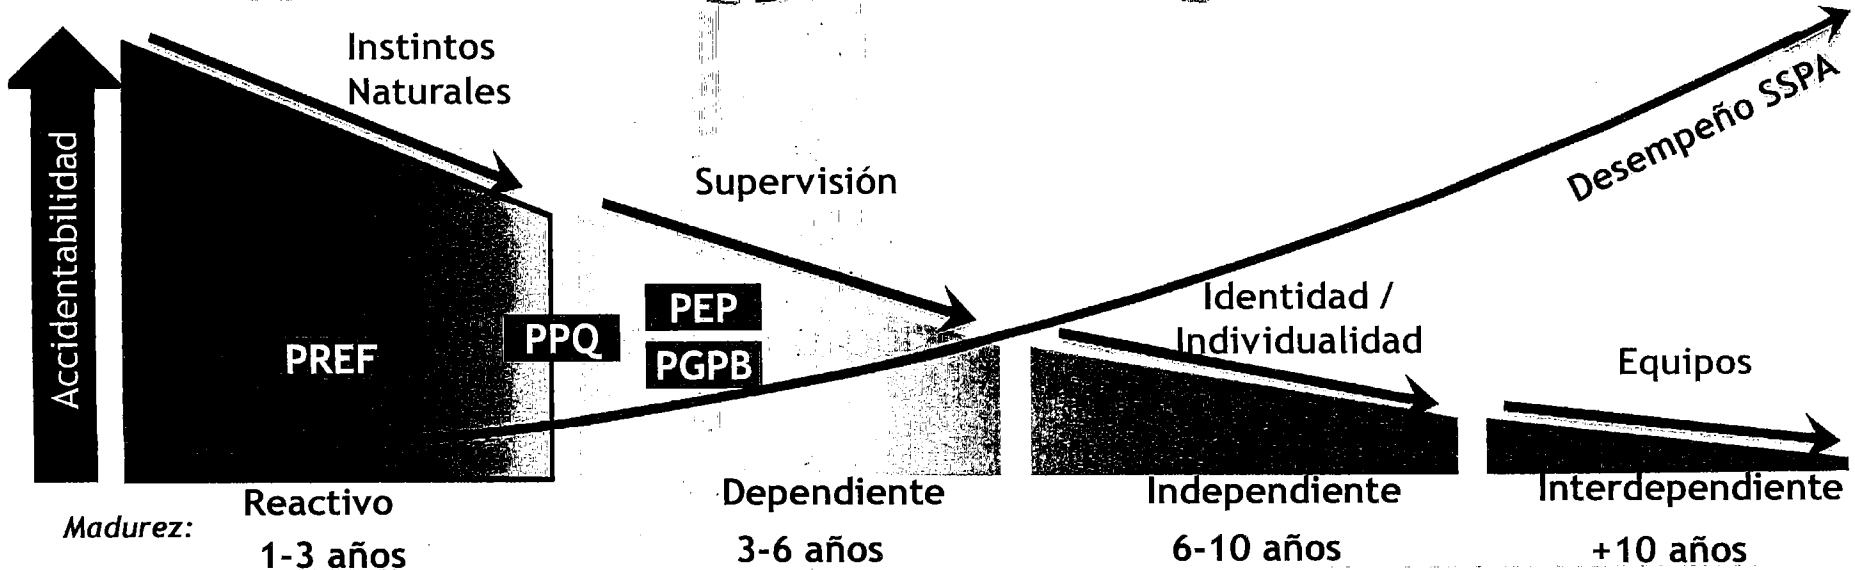 Instintos
Naturales
Accidentabilidad
Supervisión
Desempeño SSPA
PREF
PPQ
PEP
PGPB
Identidad /
Individualidad
Equipos
Reactivo
Dependiente
Independiente
Interdependiente
Madurez:
1-3 años
3-6 años
6-10 años
+10 años